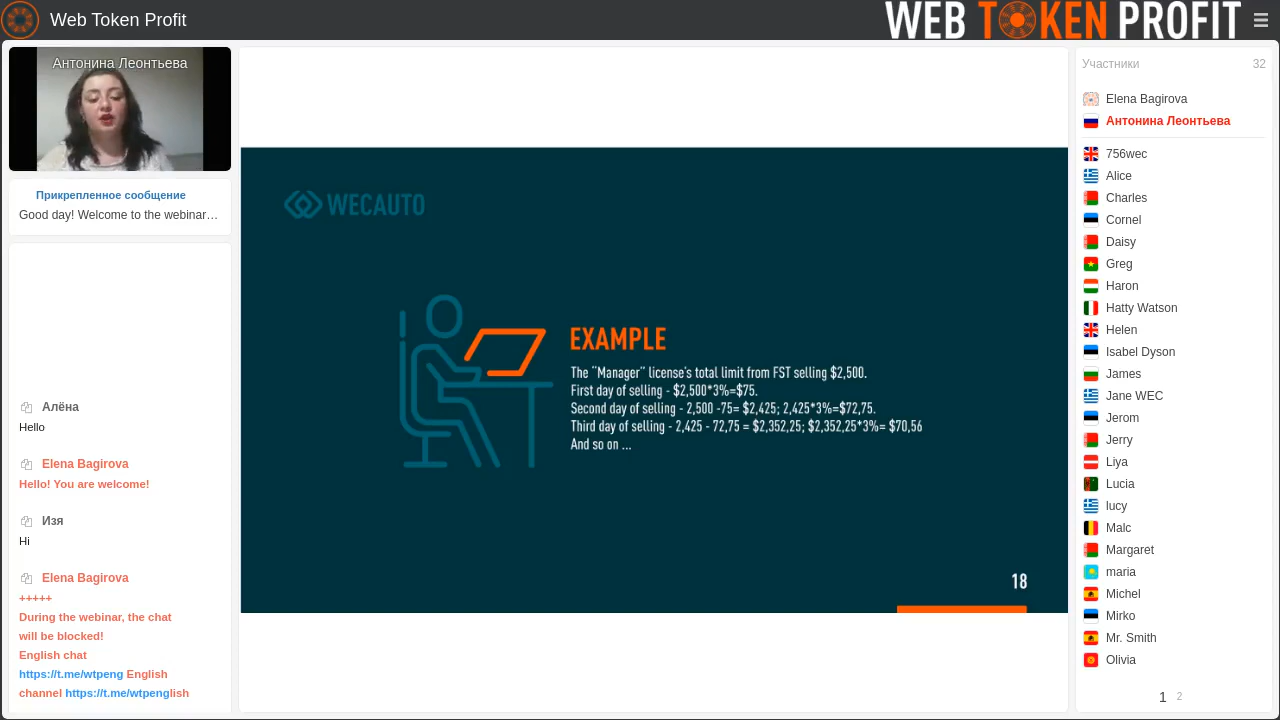 Web Token Profit
WEB TOKEN PROFIT
Антонина Леонтьева
Прикрепленное сообщение
Good day! Welcome to the webinar…
Алёна
Hello
Elena Bagirova
Hello! You are welcome!
Изя
Hi
Elena Bagirova
+++++
During the webinar, the chat
will be blocked!
English chat
https://t.me/wtpeng English
channel https://t.me/wtpenglish
WECAUTO
EXAMPLE
The “Manager” license's total limit from FST selling $2,500.
First day of selling - $2,500*3%=$75.
Second day of selling - 2,500 -75= $2,425; 2,425*3%=$72,75.
Third day of selling - 2,425 - 72,75 = $2,352,25; $2,352,25*3%= $70,56
And so on ...
18
Участники 32
Elena Bagirova
Антонина Леонтьева
756wec
Alice
Charles
Cornel
Daisy
Greg
Haron
Hatty Watson
Helen
Isabel Dyson
James
Jane WEC
Jerom
Jerry
Liya
Lucia
lucy
Malc
Margaret
maria
Michel
Mirko
Mr. Smith
Olivia
1 2